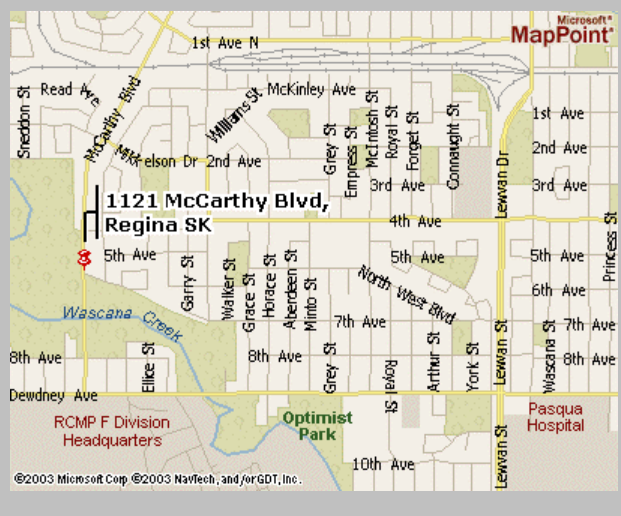 Microsoft®
MapPoint®
1st Ave N
Read Ave
McCarthy Blvd
Williams St
McKinley Ave
Sneddon St
Mikkelson Dr
2nd Ave
Grey St
Empress St
McIntosh St
Royal St
Forget St
Connaught St
Lewvan Dr
1st Ave
2nd Ave
3rd Ave
3rd Ave
1121 McCarthy Blvd,
Regina SK
4th Ave
Princess St
5th Ave
Garry St
Walker St
Grace St
Horace St
Aberdeen St
Minto St
5th Ave
North West Blvd
5th Ave
6th Ave
Wascana Creek
7th Ave
7th Ave
8th Ave
Ellice St
8th Ave
Grey St
Royal St
Arthur St
York St
Lewvan St
Wascana St
8th Ave
Dewdney Ave
RCMP F Division
Headquarters
Optimist
Park
Pasqua
Hospital
Lewvan St
10th Ave
©2003 Microsoft Corp ©2003 NavTech, and/or GDT, Inc.